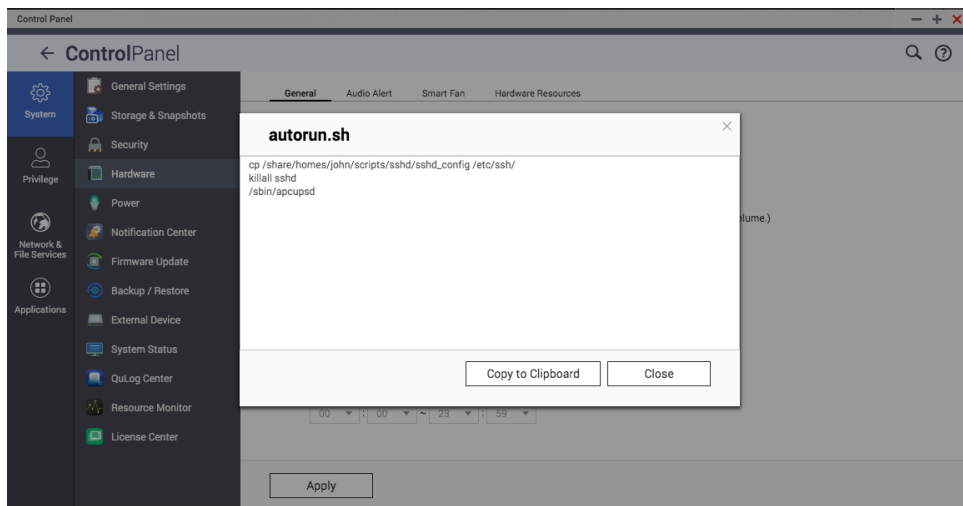 Control Panel
ControlPanel
System
Privilege
Network &
File Services
Applications
General Settings
Storage & Snapshots
Security
Hardware
Power
Notification Center
Firmware Update
Backup / Restore
External Device
System Status
QuLog Center
Resource Monitor
License Center
General Audio Alert Smart Fan Hardware Resources
autorun.sh
cp /share/homes/john/scripts/sshd/sshd_config /etc/ssh/
killall sshd
/sbin/apcupsd
Copy to Clipboard Close
00 : 00 ~ 23 : 59
Apply